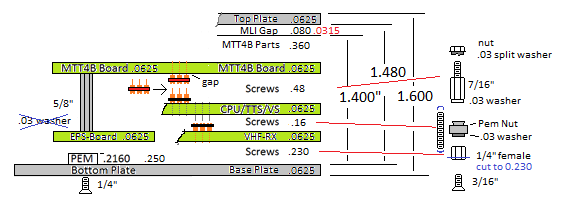 Top Plate .0625
MLI Gap .080 .0315
MTT4B Parts .360
nut
.03 split washer
MTT4B Board .0625 MTT4B Board .0625
gap
1.480
1.400" 1.600
7/16"
.03 washer
5/8"
Screws .48
CPU/TTS/VS .0625
.03 washer
Screws .16
Pem Nut
.03 washer
EPS-Board .0625
VHF-RX .0625
Screws .230
1/4" female
cut to 0.230
PEM .2160 .250
Bottom Plate Base Plate .0625
1/4"
3/16"